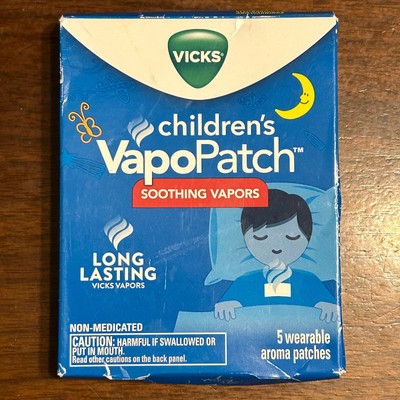 VICKS®
children's
VapoPatch™
SOOTHING VAPORS
LONG
LASTING
VICKS VAPORS
NON-MEDICATED
CAUTION: HARMFUL IF SWALLOWED OR
PUT IN MOUTH.
Read other cautions on the back panel.
5 wearable
aroma patches